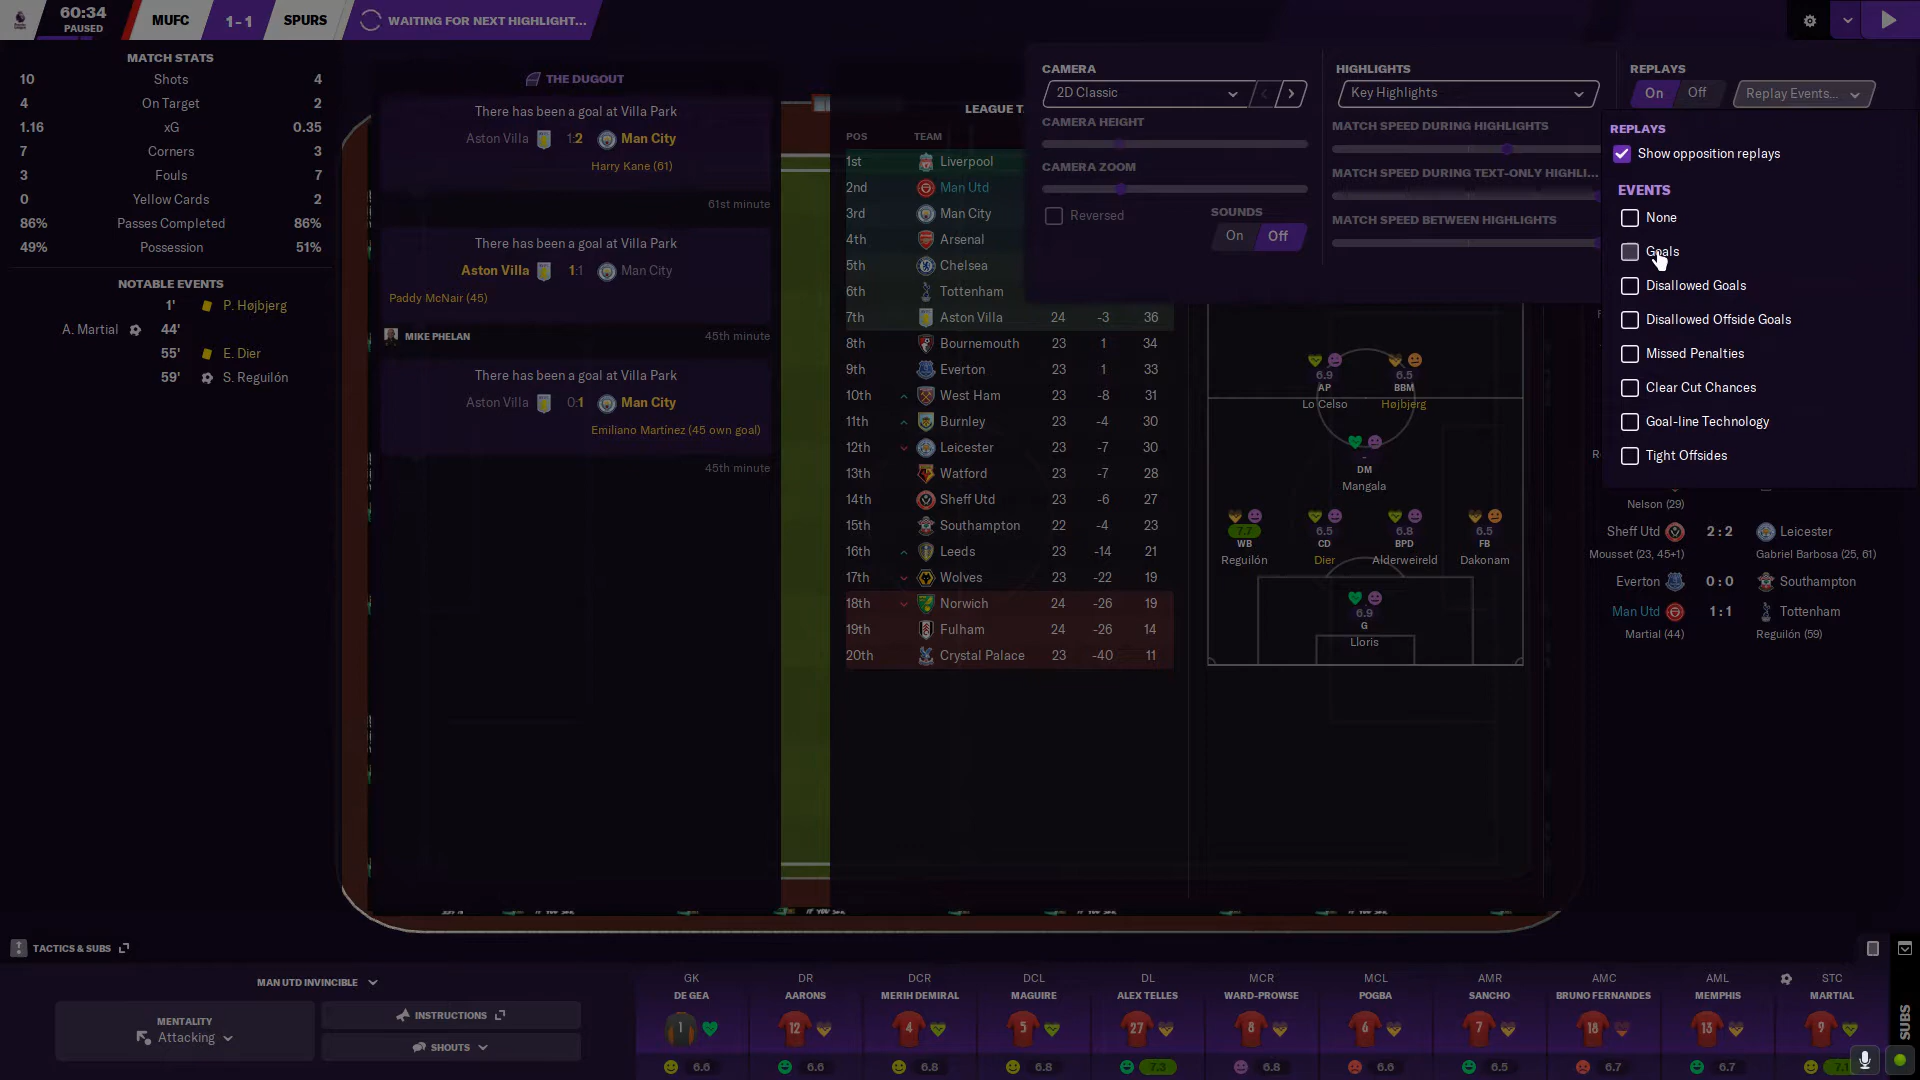 60:34
PAUSED
MUFC
1-1
SPURS
WAITING FOR NEXT HIGHLIGHT...
MATCH STATS
10 Shots 4
4 On Target 2
1.16 xG 0.35
7 Corners 3
3 Fouls 7
0 Yellow Cards 2
86% Passes Completed 86%
49% Possession 51%
NOTABLE EVENTS
1' P. Højbjerg
A. Martial 44'
55' E. Dier
59' S. Reguilón
THE DUGOUT
There has been a goal at Villa Park
Aston Villa 1:2 Man City
Harry Kane (61)
61st minute
There has been a goal at Villa Park
Aston Villa 1:1 Man City
Paddy McNair (45)
MIKE PHELAN 45th minute
There has been a goal at Villa Park
Aston Villa 0:1 Man City
Emiliano Martínez (45 own goal)
45th minute
LEAGUE T
POS TEAM
1st Liverpool
2nd Man Utd
3rd Man City
4th Arsenal
5th Chelsea
6th Tottenham
7th Aston Villa 24 -3 36
8th Bournemouth 23 1 34
9th Everton 23 1 33
10th West Ham 23 -8 31
11th Burnley 23 -4 30
12th Leicester 23 -7 30
13th Watford 23 -7 28
14th Sheff Utd 23 -6 27
15th Southampton 22 -4 23
16th Leeds 23 -14 21
17th Wolves 23 -22 19
18th Norwich 24 -26 19
19th Fulham 24 -26 14
20th Crystal Palace 23 -40 11
CAMERA
2D Classic
CAMERA HEIGHT
CAMERA ZOOM
Reversed
SOUNDS
On Off
HIGHLIGHTS
Key Highlights
MATCH SPEED DURING HIGHLIGHTS
MATCH SPEED DURING TEXT-ONLY HIGHLI...
MATCH SPEED BETWEEN HIGHLIGHTS
REPLAYS
On Off
Replay Events...
REPLAYS
Show opposition replays
EVENTS
None
Goals
Disallowed Goals
Disallowed Offside Goals
Missed Penalties
Clear Cut Chances
Goal-line Technology
Tight Offsides
6.9 6.5
AP BBM
Lo Celso Højbjerg
-
DM
Mangala
7.7 6.5 6.8 6.5
WB CD BPD FB
Reguilón Dier Alderweireld Dakonam
6.9
G
Lloris
Nelson (29)
Sheff Utd 2:2 Leicester
Mousset (23, 45+1) Gabriel Barbosa (25, 61)
Everton 0:0 Southampton
Man Utd 1:1 Tottenham
Martial (44) Reguilón (59)
TACTICS & SUBS
MAN UTD INVINCIBLE
MENTALITY
Attacking
INSTRUCTIONS
SHOUTS
GK DR DCR DCL DL MCR MCL AMR AMC AML STC
DE GEA AARONS MERIH DEMIRAL MAGUIRE ALEX TELLES WARD-PROWSE POGBA SANCHO BRUNO FERNANDES MEMPHIS MARTIAL
1 12 4 5 27 8 6 7 18 13 9
6.6 6.6 6.8 6.8 7.3 6.8 6.6 6.5 6.7 6.7
SUBS